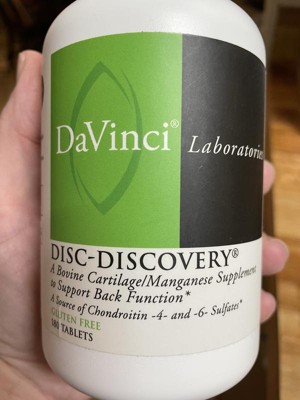 DaVinci® Laboratories
DISC-DISCOVERY®
A Bovine Cartilage/Manganese Supplement
to Support Back Function*
A Source of Chondroitin -4- and -6- Sulfates*
GLUTEN FREE
180 TABLETS